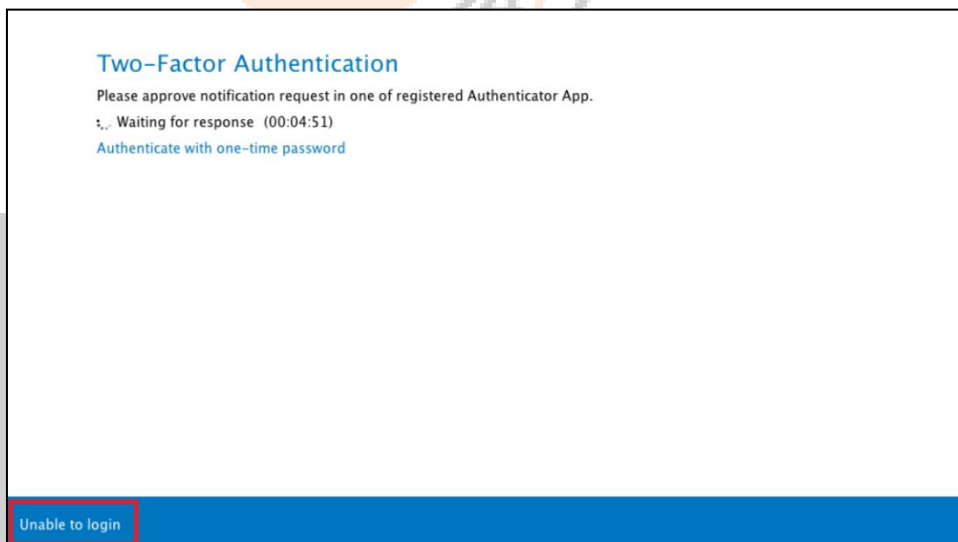 Two-Factor Authentication
Please approve notification request in one of registered Authenticator App.
Waiting for response (00:04:51)
Authenticate with one-time password
Unable to login